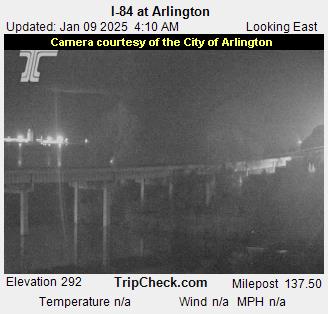 I-84 at Arlington
Updated: Jan 09 2025 4:10 AM Looking East
Camera courtesy of the City of Arlington
Elevation 292 TripCheck.com Milepost 137.50
Temperature n/a Wind n/a MPH n/a